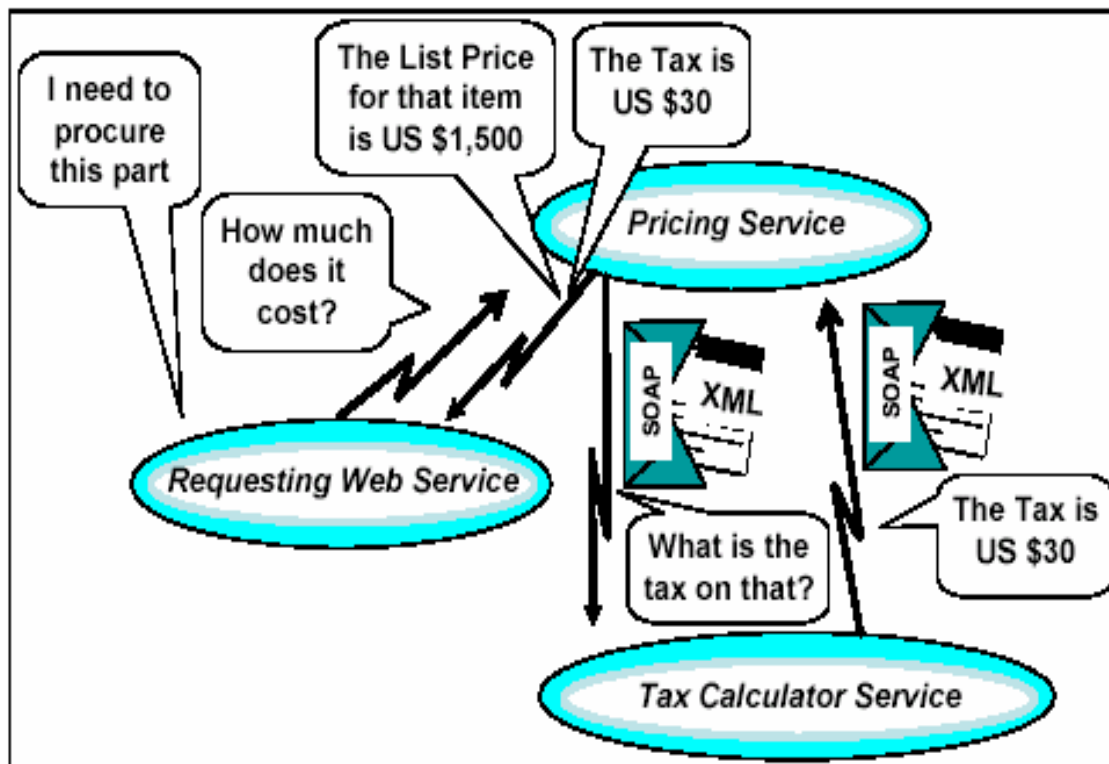 I need to
procure
this part
The List Price
for that item
is US $1,500
The Tax is
US $30
How much
does it
cost?
Pricing Service
SOAP
XML
SOAP
XML
Requesting Web Service
What is the
tax on that?
The Tax is
US $30
Tax Calculator Service